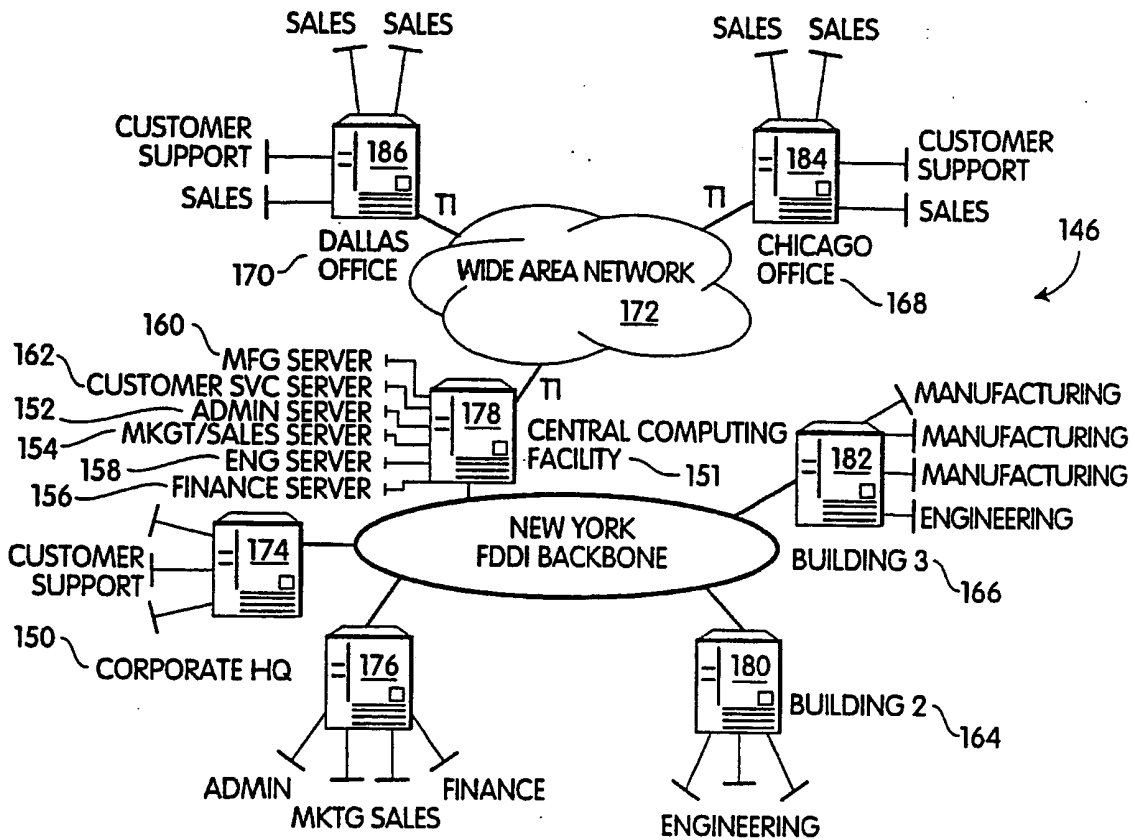 SALES SALES
SALES SALES
CUSTOMER
SUPPORT
186
184
CUSTOMER
SUPPORT
SALES
T1
T1
SALES
DALLAS
OFFICE
170
WIDE AREA NETWORK
172
CHICAGO
OFFICE
168
146
160
MFG SERVER
162
CUSTOMER SVC SERVER
152
ADMIN SERVER
154
MKGT/SALES SERVER
158
ENG SERVER
156
FINANCE SERVER
178
T1
CENTRAL COMPUTING
FACILITY
151
182
MANUFACTURING
MANUFACTURING
MANUFACTURING
ENGINEERING
CUSTOMER
SUPPORT
174
NEW YORK
FDDI BACKBONE
BUILDING 3
166
150
CORPORATE HQ
176
180
BUILDING 2
164
ADMIN
MKTG SALES
FINANCE
ENGINEERING